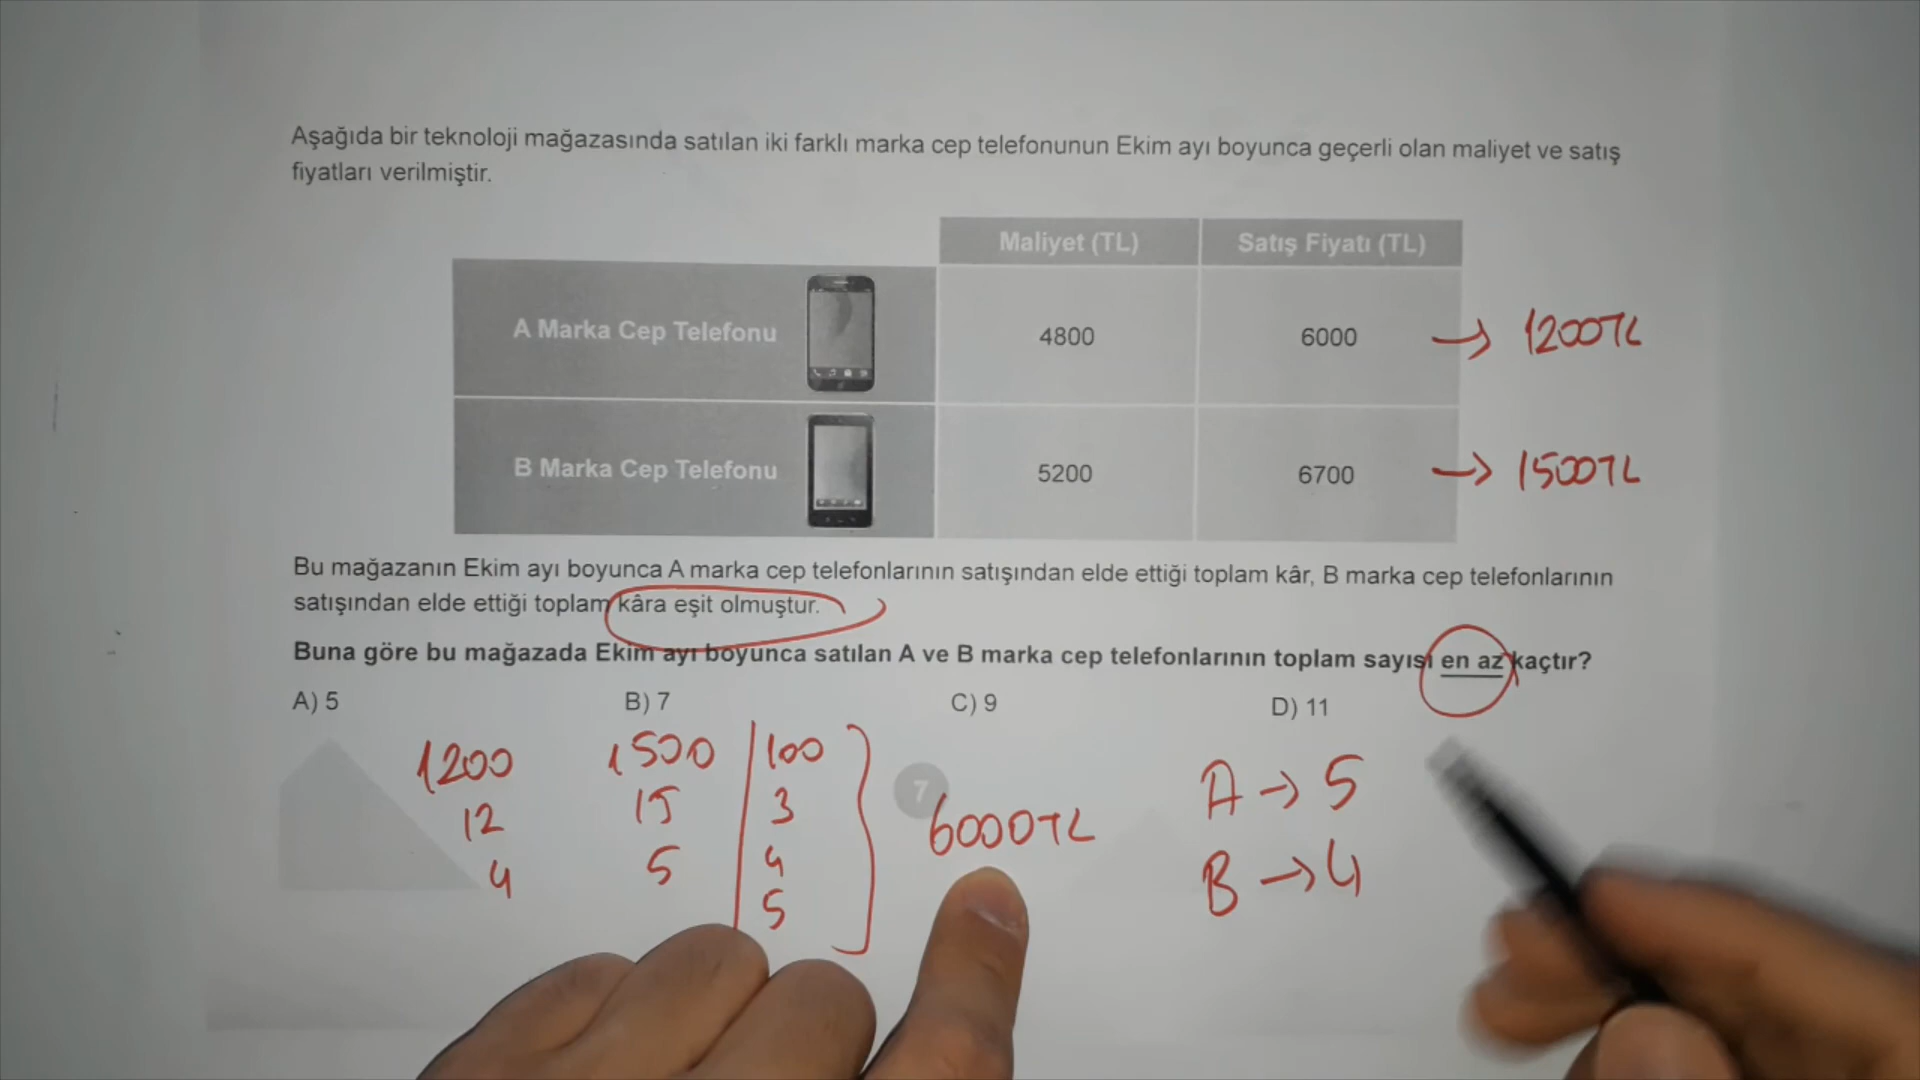 Aşağıda bir teknoloji mağazasında satılan iki farklı marka cep telefonunun Ekim ayı boyunca geçerli olan maliyet ve satış
fiyatları verilmiştir.
Maliyet (TL) Satış Fiyatı (TL)
A Marka Cep Telefonu 4800 6000 → 1200TL
B Marka Cep Telefonu 5200 6700 → 1500TL
Bu mağazanın Ekim ayı boyunca A marka cep telefonlarının satışından elde ettiği toplam kâr, B marka cep telefonlarının
satışından elde ettiği toplam kâra eşit olmuştur.
Buna göre bu mağazada Ekim ayı boyunca satılan A ve B marka cep telefonlarının toplam sayısı en az kaçtır?
A) 5 B) 7 C) 9 D) 11
1200 1500 100
12 15 3
4 5 4
5
7
6000TL
A → 5
B → 4